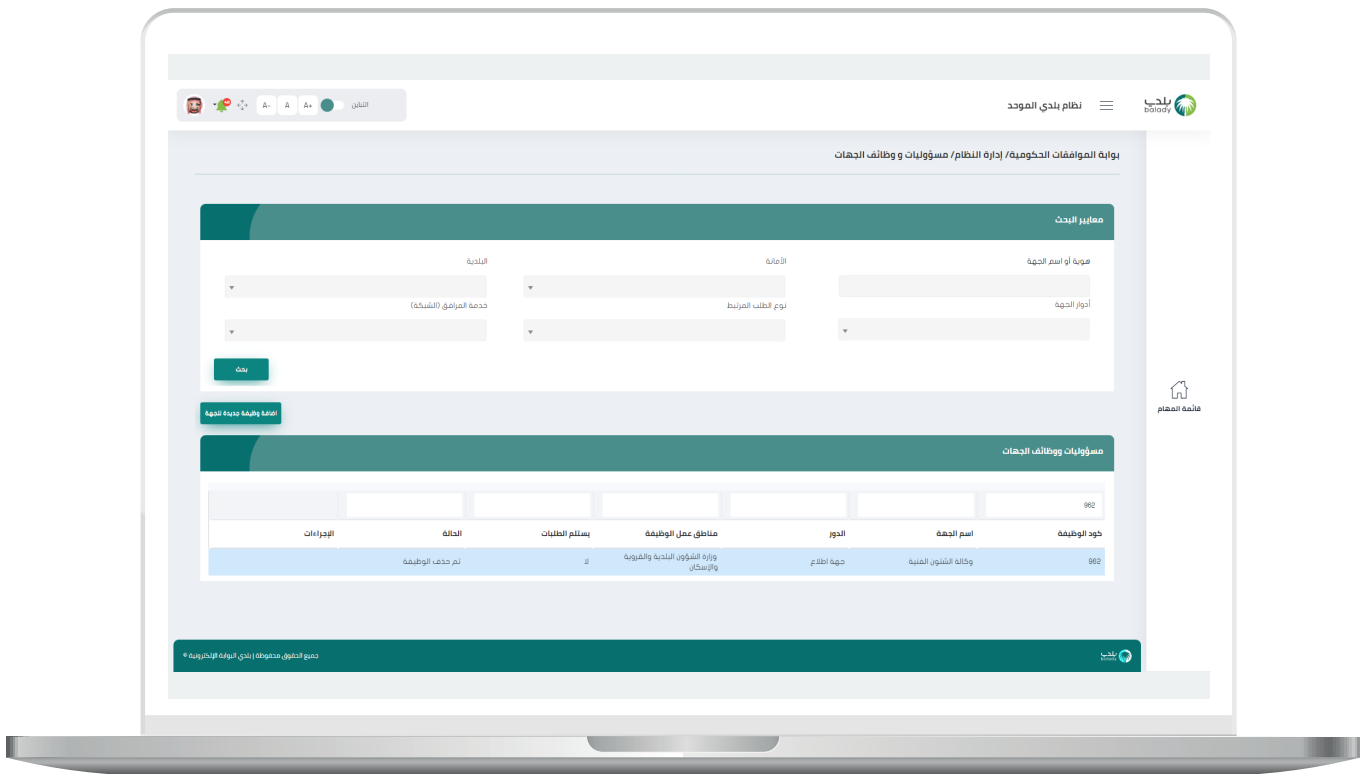 بلدي
balady
نظام بلدي الموحد
التباين
A+
A
A-
بوابة الموافقات الحكومية/ إدارة النظام/ مسؤوليات و وظائف الجهات
معايير البحث
هوية أو اسم الجهة
الأمانة
البلدية
أدوار الجهة
نوع الطلب المرتبط
خدمة المرافق (الشبكة)
بحث
قائمة المهام
اضافة وظيفة جديدة للجهة
مسؤوليات ووظائف الجهات
962
كود الوظيفة اسم الجهة الدور مناطق عمل الوظيفة يستلم الطلبات الحالة الإجراءات
962 وكالة الشئون الفنية جهة اطلاع وزارة الشؤون البلدية والقروية لا تم حذف الوظيفة
والإسكان
بلدي
balady
جميع الحقوق محفوظة | بلدي البوابة الإلكترونية ©